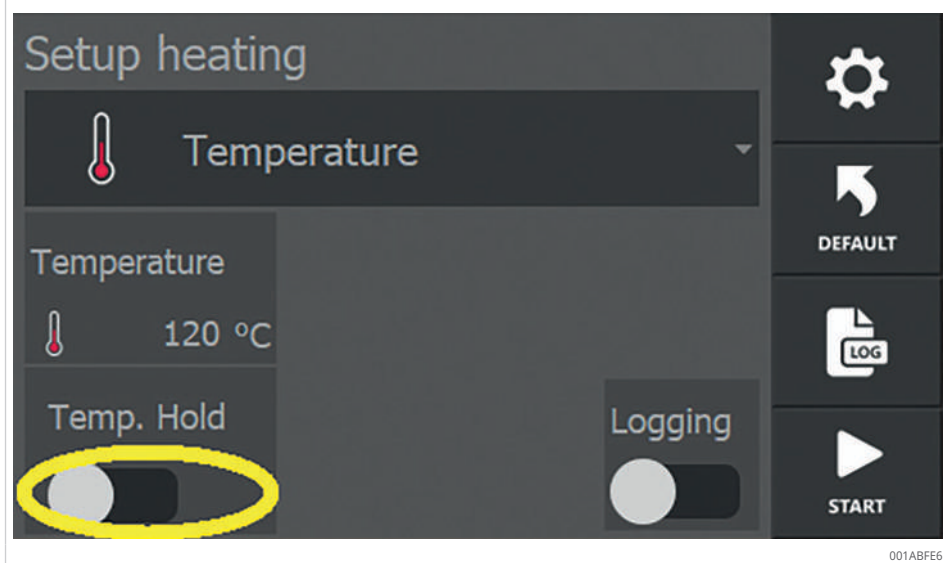 Setup heating
Temperature
DEFAULT
Temperature
120 °C
LOG
Temp. Hold
Logging
START
001ABFE6